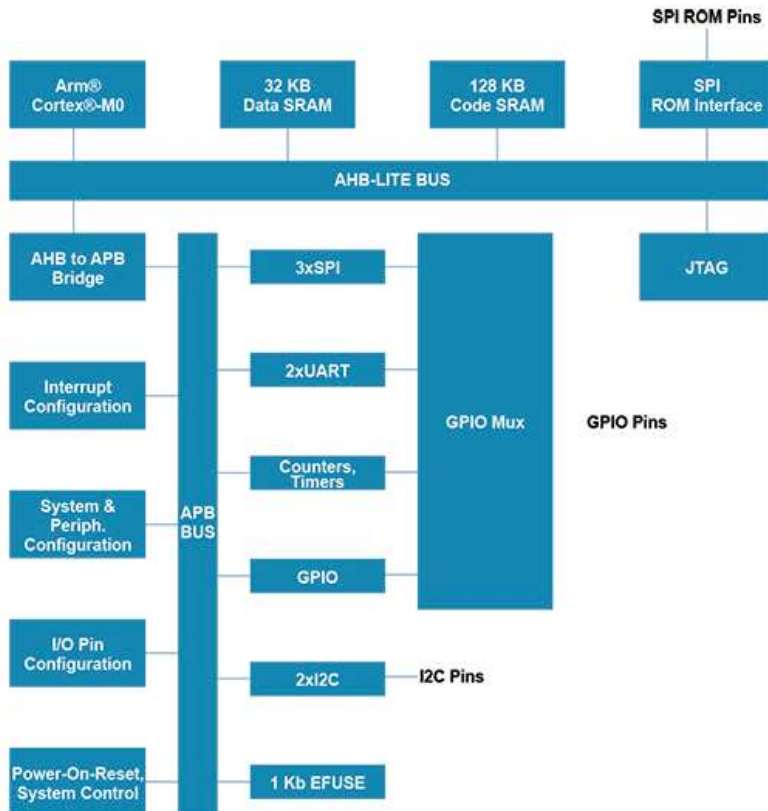 SPI ROM Pins
Arm®
Cortex®-M0
32 KB
Data SRAM
128 KB
Code SRAM
SPI
ROM Interface
AHB-LITE BUS
AHB to APB
Bridge
3xSPI
JTAG
Interrupt
Configuration
2xUART
GPIO Mux
GPIO Pins
Counters,
Timers
System &
Periph.
Configuration
APB
BUS
GPIO
I/O Pin
Configuration
2xI2C
I2C Pins
Power-On-Reset,
System Control
1 Kb EFUSE